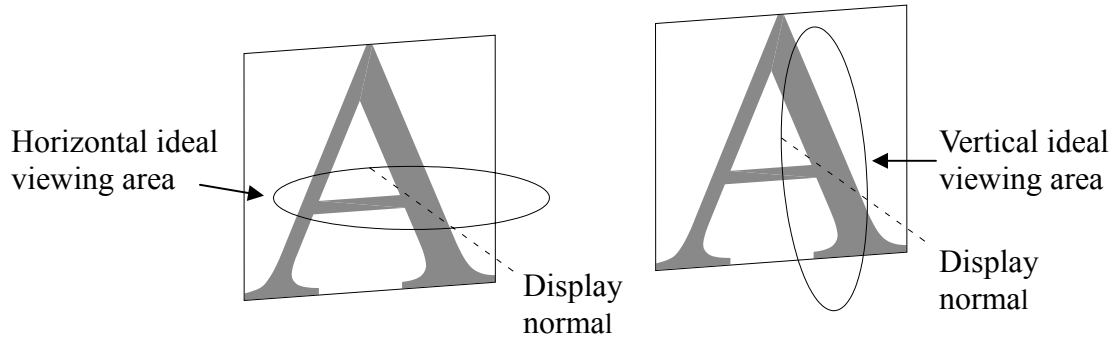 A
Horizontal ideal
viewing area
Display
normal
A
Vertical ideal
viewing area
Display
normal